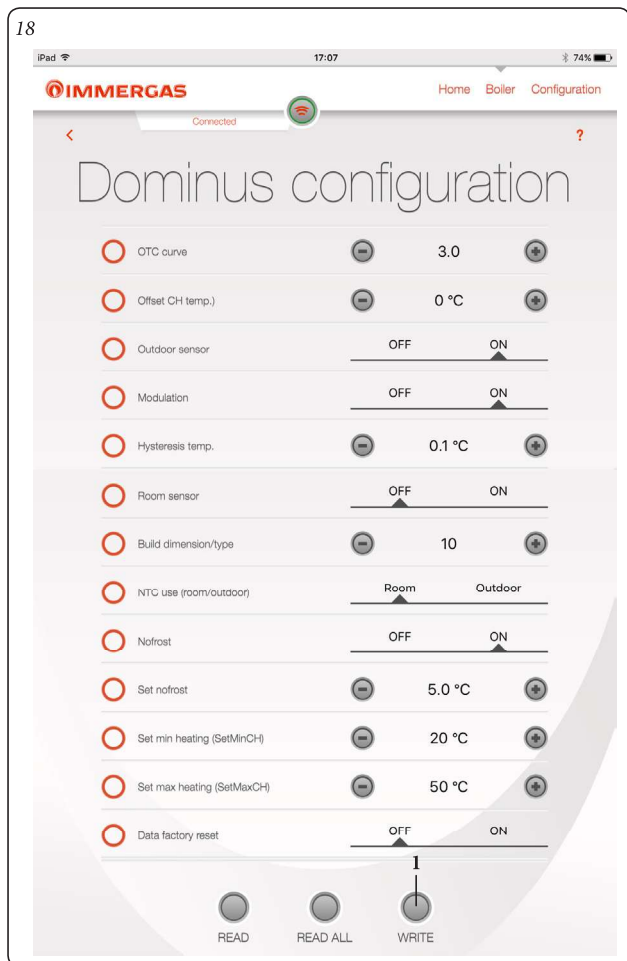 18
iPad 17:07 74%
IMMERGAS Home Boiler Configuration
Connected
< ?
Dominus configuration
OTC curve 3.0
Offset CH temp.) 0 °C
Outdoor sensor OFF ON
Modulation OFF ON
Hysteresis temp. 0.1 °C
Room sensor OFF ON
Build dimension/type 10
NTC use (room/outdoor) Room Outdoor
Nofrost OFF ON
Set nofrost 5.0 °C
Set min heating (SetMinCH) 20 °C
Set max heating (SetMaxCH) 50 °C
Data factory reset OFF ON
1
READ READ ALL WRITE